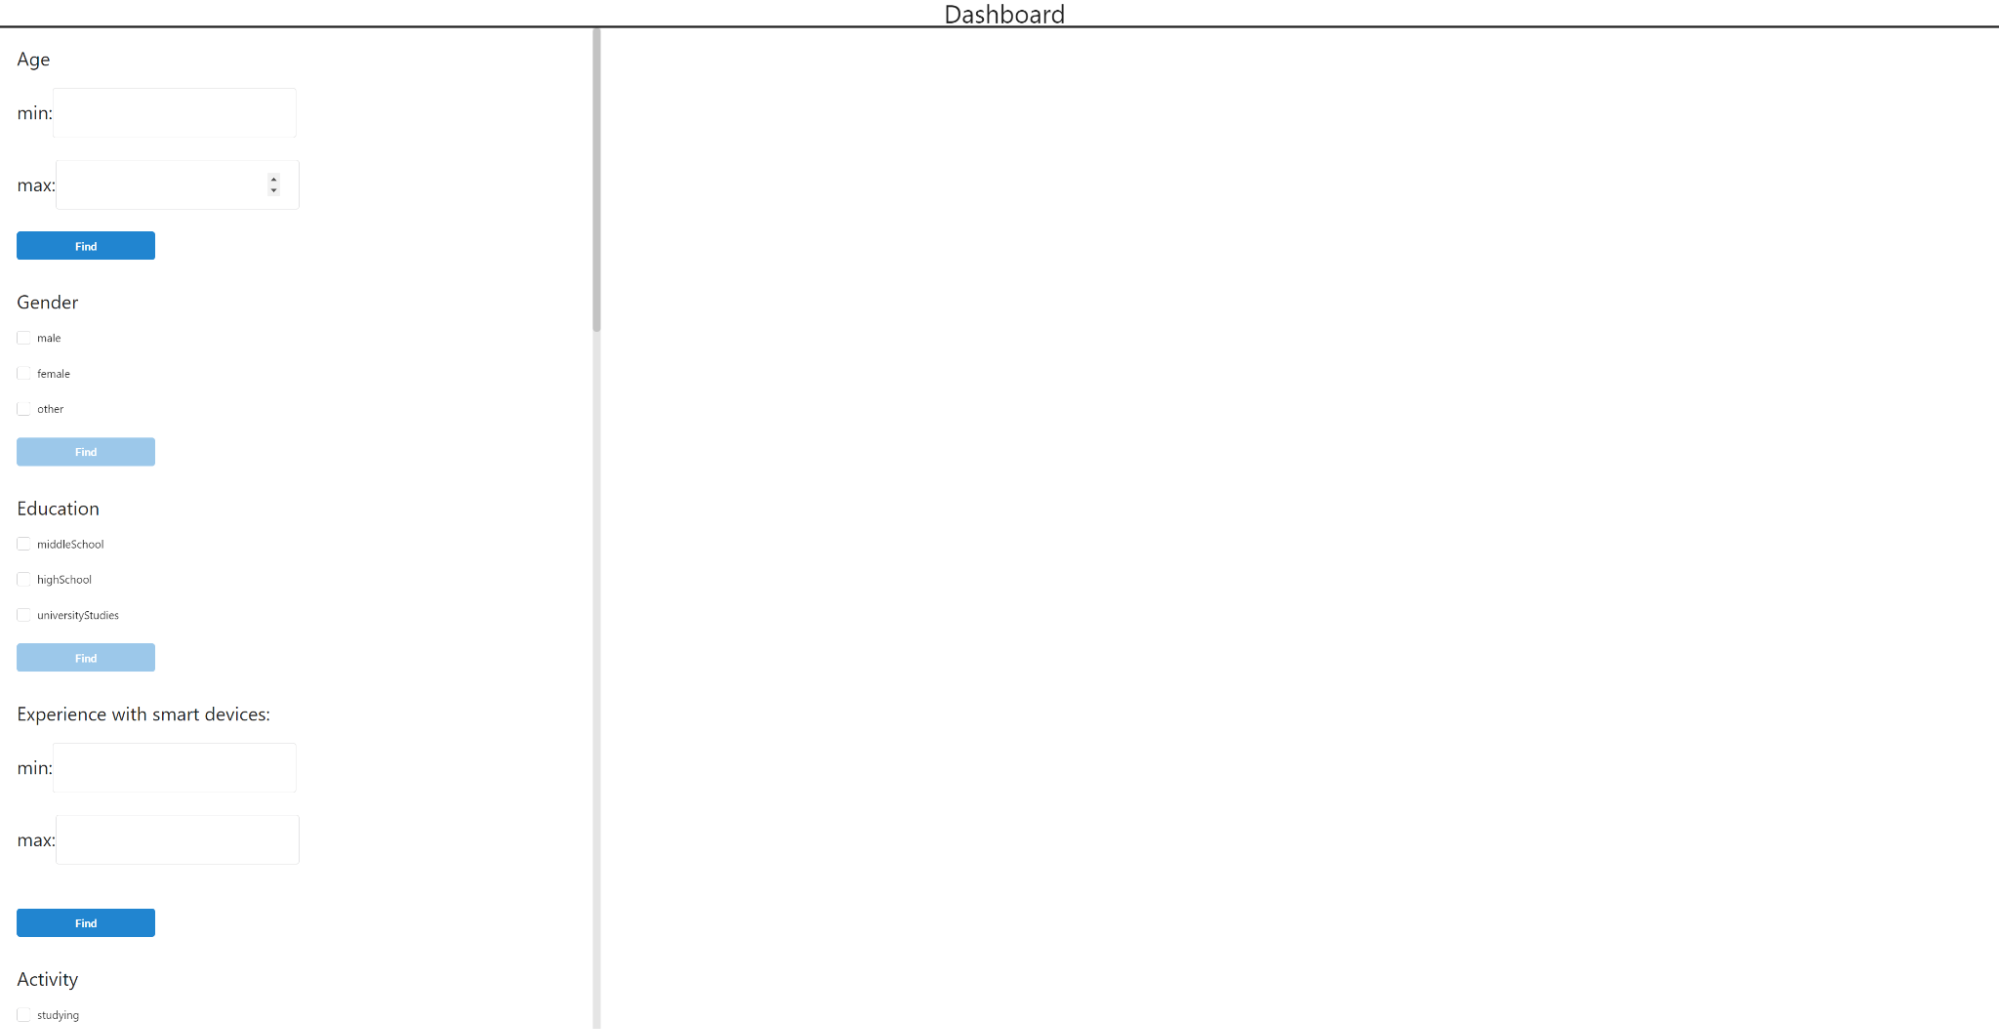 Dashboard
Age
min:
max:
Find
Gender
male
female
other
Find
Education
middleSchool
highSchool
universityStudies
Find
Experience with smart devices:
min:
max:
Find
Activity
studying